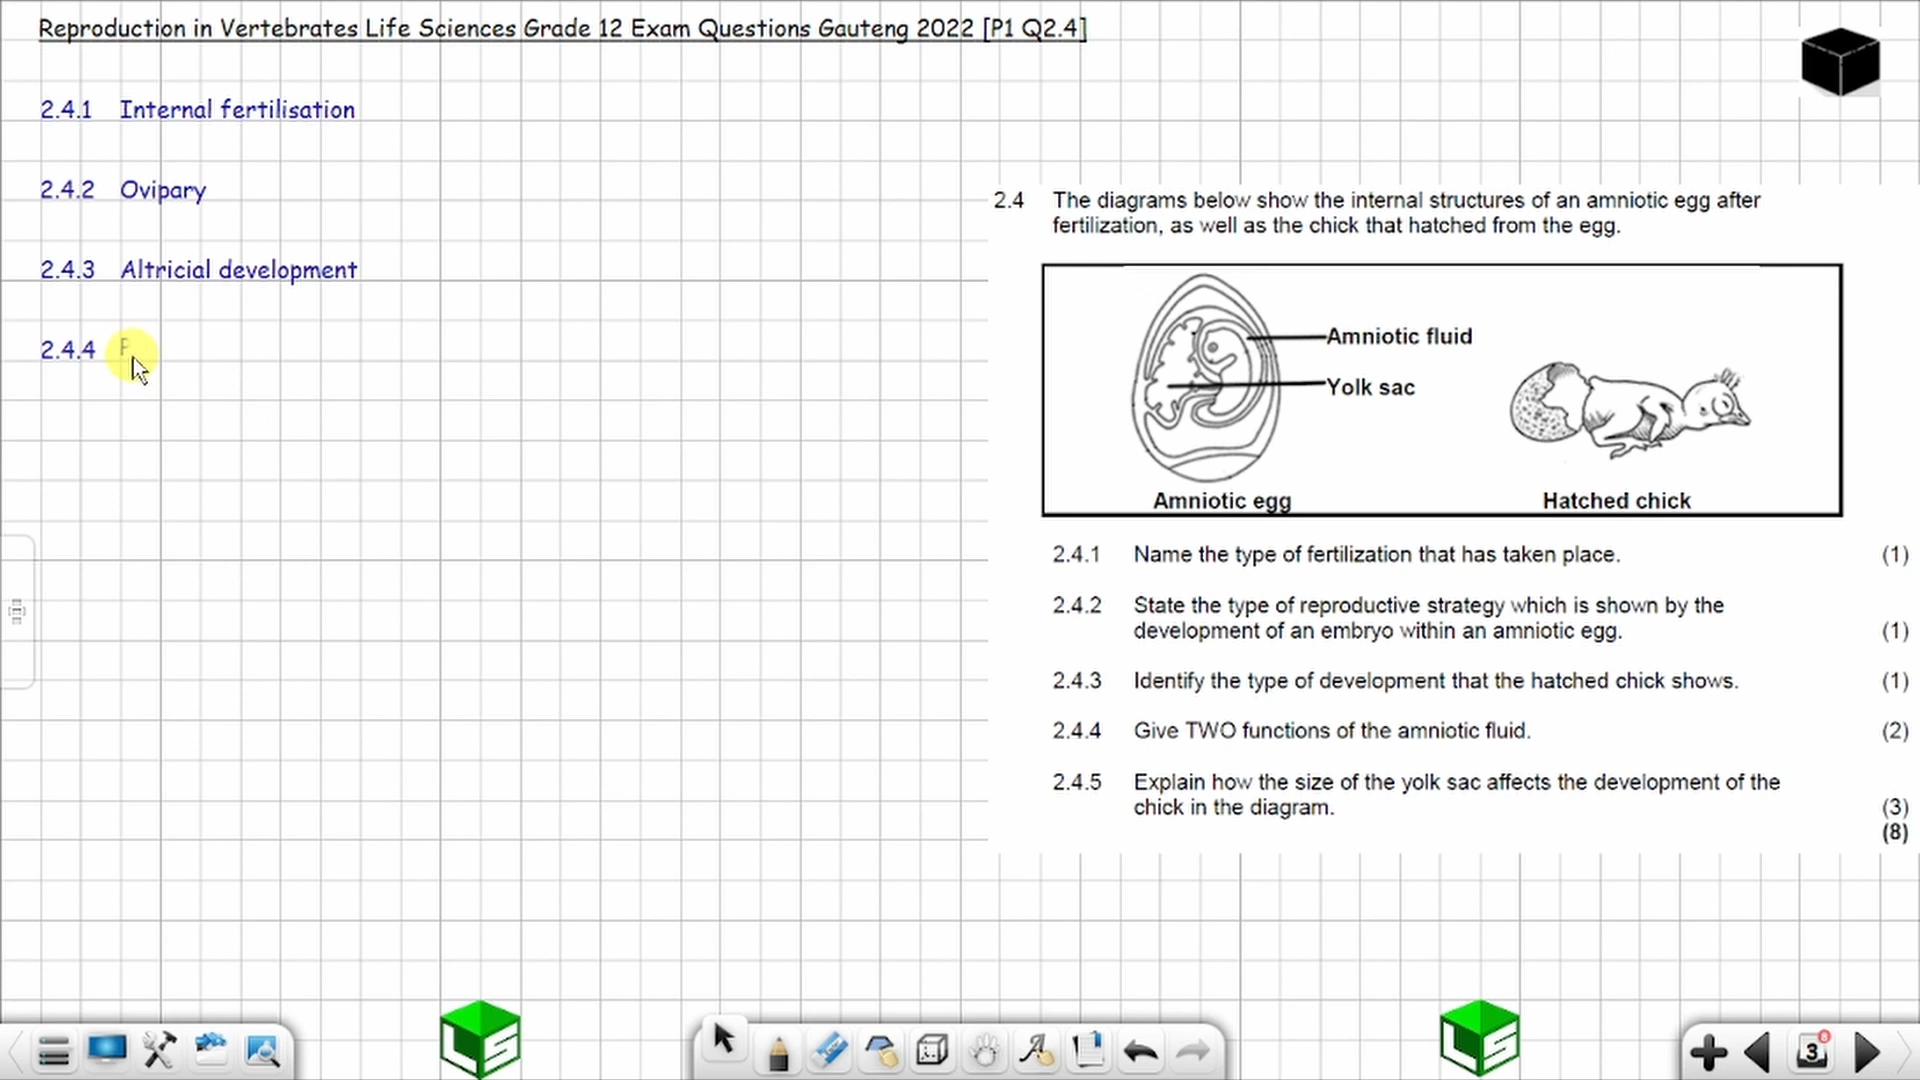 Reproduction in Vertebrates Life Sciences Grade 12 Exam Questions Gauteng 2022 [P1 Q2.4]
2.4.1 Internal fertilisation
2.4.2 Ovipary
2.4.3 Altricial development
2.4.4 P
2.4 The diagrams below show the internal structures of an amniotic egg after
fertilization, as well as the chick that hatched from the egg.
Amniotic fluid
Yolk sac
Amniotic egg
Hatched chick
2.4.1 Name the type of fertilization that has taken place. (1)
2.4.2 State the type of reproductive strategy which is shown by the
development of an embryo within an amniotic egg. (1)
2.4.3 Identify the type of development that the hatched chick shows. (1)
2.4.4 Give TWO functions of the amniotic fluid. (2)
2.4.5 Explain how the size of the yolk sac affects the development of the
chick in the diagram. (3)
(8)
LS
LS
3
8